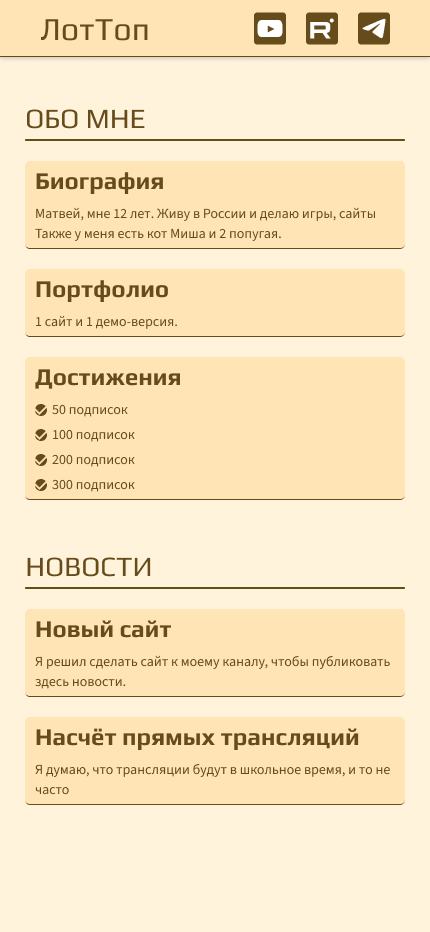 ЛотТоп
ОБО МНЕ
Биография
Матвей, мне 12 лет. Живу в России и делаю игры, сайты
Также у меня есть кот Миша и 2 попугая.
Портфолио
1 сайт и 1 демо-версия.
Достижения
50 подписок
100 подписок
200 подписок
300 подписок
НОВОСТИ
Новый сайт
Я решил сделать сайт к моему каналу, чтобы публиковать
здесь новости.
Насчёт прямых трансляций
Я думаю, что трансляции будут в школьное время, и то не
часто